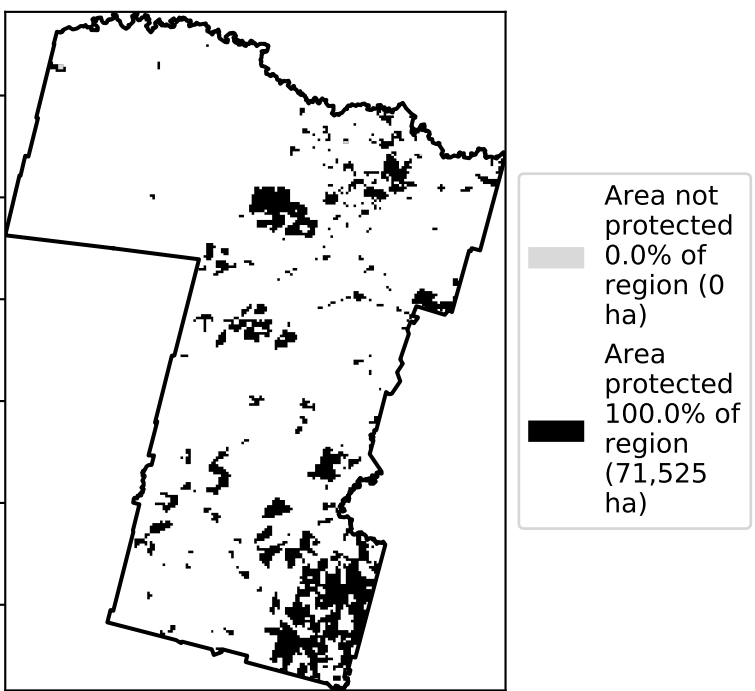 Area not
protected
0.0% of
region (0
ha)
Area
protected
100.0% of
region
(71,525
ha)